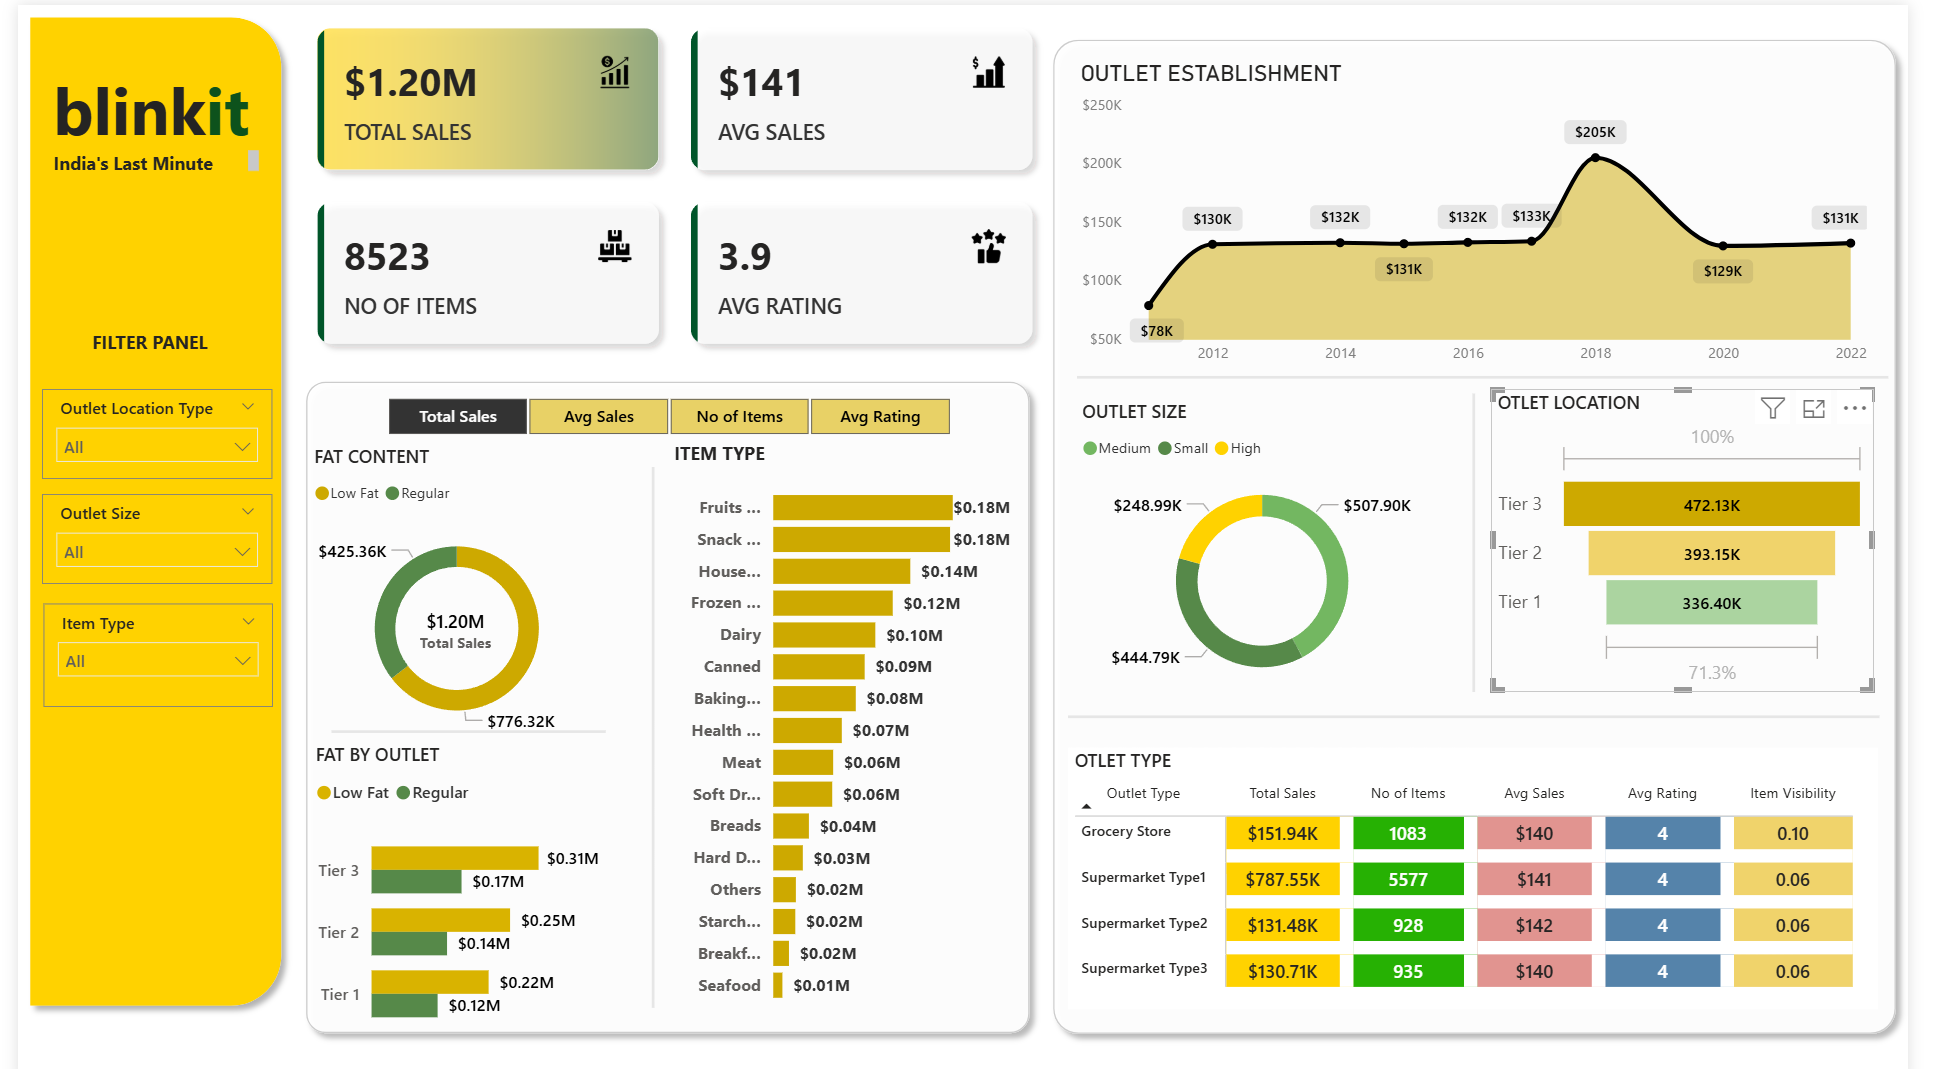 blinkit
India's Last Minute
FILTER PANEL
Outlet Location Type
All
Outlet Size
All
Item Type
All
$1.20M
TOTAL SALES
$141
AVG SALES
8523
NO OF ITEMS
3.9
AVG RATING
Total Sales
Avg Sales
No of Items
Avg Rating
FAT CONTENT
Low Fat Regular
$425.36K
$1.20M
Total Sales
$776.32K
FAT BY OUTLET
Low Fat Regular
Tier 3 $0.31M
$0.17M
Tier 2 $0.25M
$0.14M
Tier 1 $0.22M
$0.12M
ITEM TYPE
Fruits ... $0.18M
Snack ... $0.18M
House... $0.14M
Frozen ... $0.12M
Dairy $0.10M
Canned $0.09M
Baking... $0.08M
Health ... $0.07M
Meat $0.06M
Soft Dr... $0.06M
Breads $0.04M
Hard D... $0.03M
Others $0.02M
Starch... $0.02M
Breakf... $0.02M
Seafood $0.01M
OUTLET ESTABLISHMENT
$250K
$200K
$150K
$100K
$50K
$78K
$130K
$132K
$131K
$132K
$133K
$205K
$129K
$131K
2012 2014 2016 2018 2020 2022
OUTLET SIZE
Medium Small High
$248.99K
$507.90K
$444.79K
OTLET LOCATION
100%
Tier 3 472.13K
Tier 2 393.15K
Tier 1 336.40K
71.3%
OTLET TYPE
Outlet Type Total Sales No of Items Avg Sales Avg Rating Item Visibility
Grocery Store $151.94K 1083 $140 4 0.10
Supermarket Type1 $787.55K 5577 $141 4 0.06
Supermarket Type2 $131.48K 928 $142 4 0.06
Supermarket Type3 $130.71K 935 $140 4 0.06